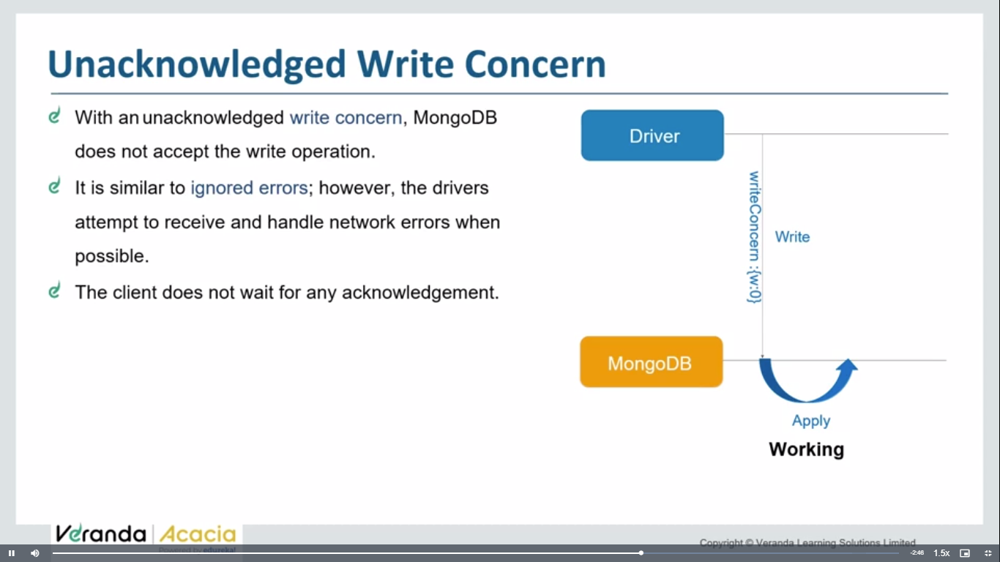 Unacknowledged Write Concern
With an unacknowledged write concern, MongoDB
does not accept the write operation.
It is similar to ignored errors; however, the drivers
attempt to receive and handle network errors when
possible.
The client does not wait for any acknowledgement.
Driver
writeConcern :{w:0}
Write
MongoDB
Apply
Working
Veranda | Acacia
Powered by edureka!
Copyright © Veranda Learning Solutions Limited
-2:46
1.5x